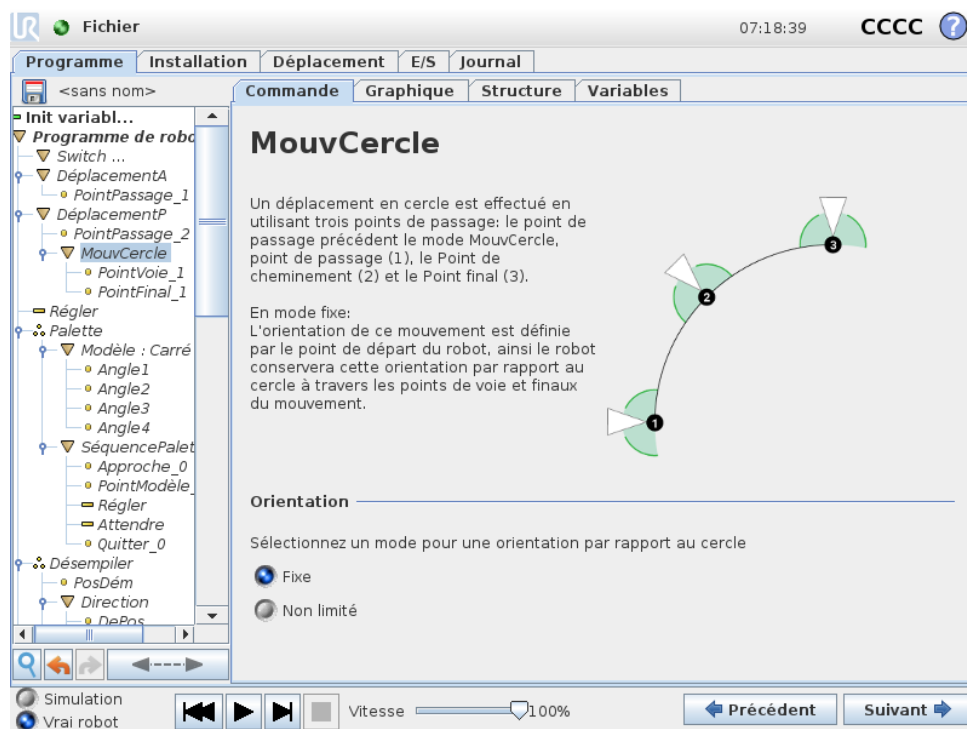 Fichier
07:18:39
CCCC
?
Programme
Installation
Déplacement
E/S
Journal
<sans nom>
Commande
Graphique
Structure
Variables
Init variabl...
Programme de robo
Switch ...
DéplacementA
PointPassage_1
DéplacementP
PointPassage_2
MouvCercle
PointVoie_1
PointFinal_1
Régler
Palette
Modèle : Carré
Angle1
Angle2
Angle3
Angle4
SéquencePalet
Approche_0
PointModèle_
Régler
Attendre
Quitter_0
Désempiler
PosDém
Direction
DePos
MouvCercle
Un déplacement en cercle est effectué en
utilisant trois points de passage: le point de
passage précédent le mode MouvCercle,
point de passage (1), le Point de
cheminement (2) et le Point final (3).
En mode fixe:
L'orientation de ce mouvement est définie
par le point de départ du robot, ainsi le robot
conservera cette orientation par rapport au
cercle à travers les points de voie et finaux
du mouvement.
3
2
1
Orientation
Sélectionnez un mode pour une orientation par rapport au cercle
Fixe
Non limité
Simulation
Vrai robot
Vitesse
100%
Précédent
Suivant